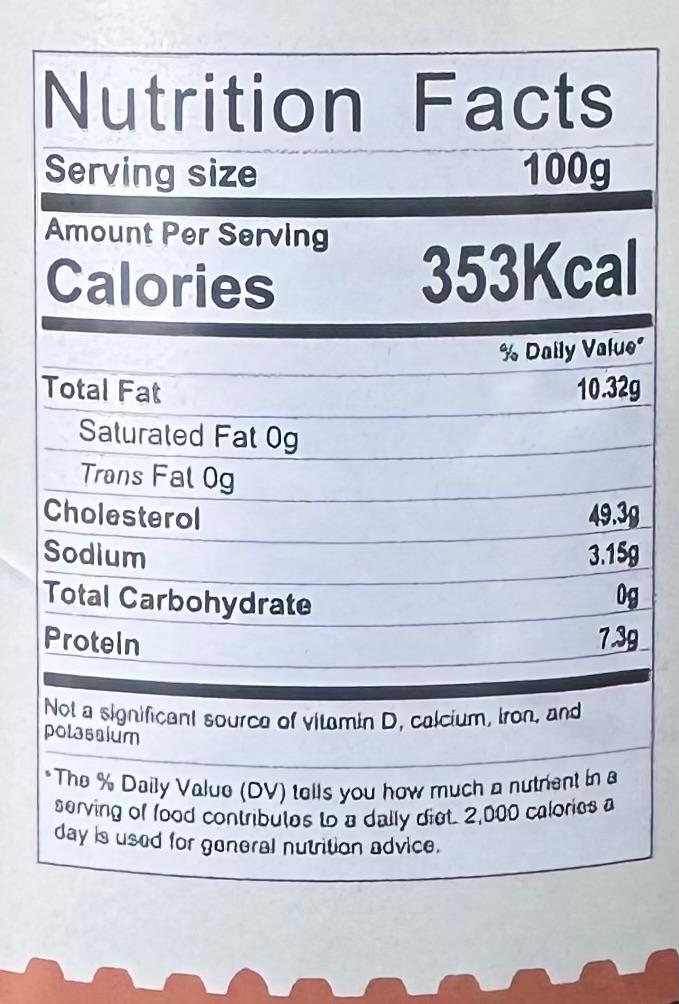 Nutrition Facts
Serving size 100g
Amount Per Serving
Calories 353Kcal
% Daily Value*
Total Fat 10.32g
Saturated Fat 0g
Trans Fat 0g
Cholesterol 49.3g
Sodium 3.15g
Total Carbohydrate 0g
Protein 7.3g
Not a significant source of vitamin D, calcium, iron, and
potassium
*The % Daily Value (DV) tells you how much a nutrient in a
serving of food contributes to a daily diet. 2,000 calories a
day is used for general nutrition advice.